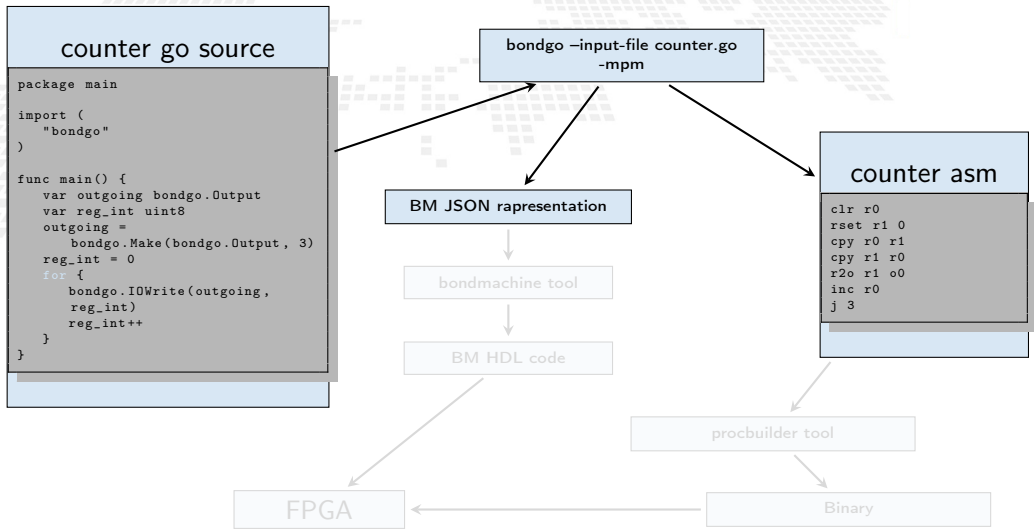 counter go source
package main
import (
"bondgo"
)
func main() {
var outgoing bondgo.Output
var reg_int uint8
outgoing =
bondgo.Make(bondgo.Output, 3)
reg_int = 0
for {
bondgo.IOWrite(outgoing,
reg_int)
reg_int++
}
}
bondgo –input-file counter.go
-mpm
BM JSON rapresentation
counter asm
clr r0
rset r1 0
cpy r0 r1
cpy r1 r0
r2o r1 o0
inc r0
j 3
bondmachine tool
BM HDL code
procbuilder tool
FPGA
Binary